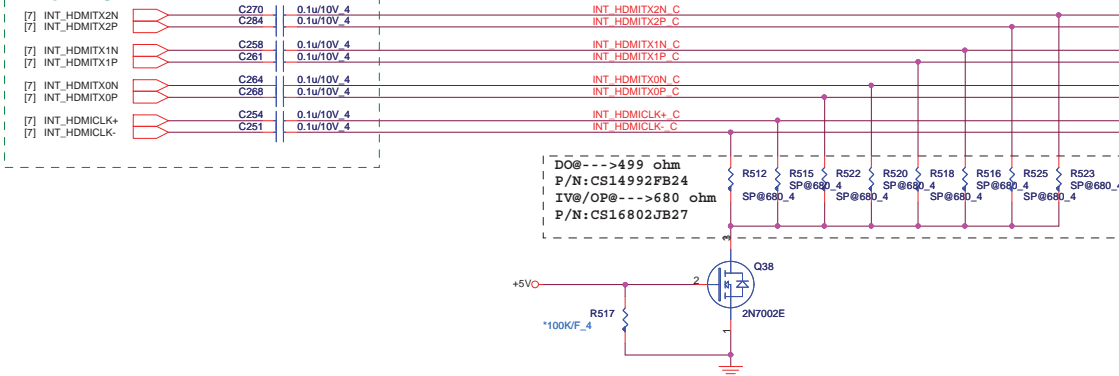 [7] INT_HDMITX2N C270 0.1u/10V_4 INT_HDMITX2N_C
[7] INT_HDMITX2P C284 0.1u/10V_4 INT_HDMITX2P_C
[7] INT_HDMITX1N C258 0.1u/10V_4 INT_HDMITX1N_C
[7] INT_HDMITX1P C261 0.1u/10V_4 INT_HDMITX1P_C
[7] INT_HDMITX0N C264 0.1u/10V_4 INT_HDMITX0N_C
[7] INT_HDMITX0P C268 0.1u/10V_4 INT_HDMITX0P_C
[7] INT_HDMICLK+ C254 0.1u/10V_4 INT_HDMICLK+_C
[7] INT_HDMICLK- C251 0.1u/10V_4 INT_HDMICLK-_C
DO@--->499 ohm
P/N:CS14992FB24
IV@/OP@--->680 ohm
P/N:CS16802JB27
R512 R515 R522 R520 R518 R516 R525 R523
SP@680_4 SP@680_4 SP@680_4 SP@680_4
SP@680_4 SP@680_4 SP@680_4 SP@680_4
3
Q38
+5V 2
R517 2N7002E
*100K/F_4 1